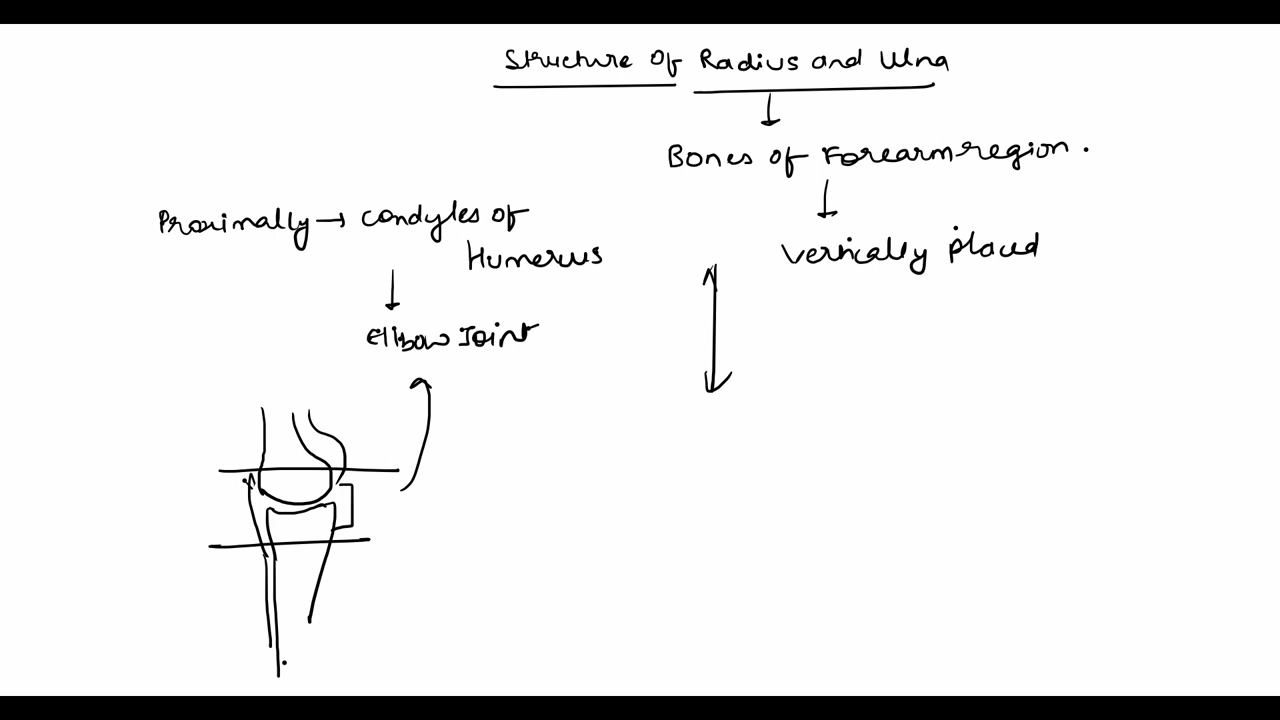 Structure Of Radius and Ulna
Bones of Forearm region.
Proximally → condyles of
Humerus
Vertically placed
Elbow Joint